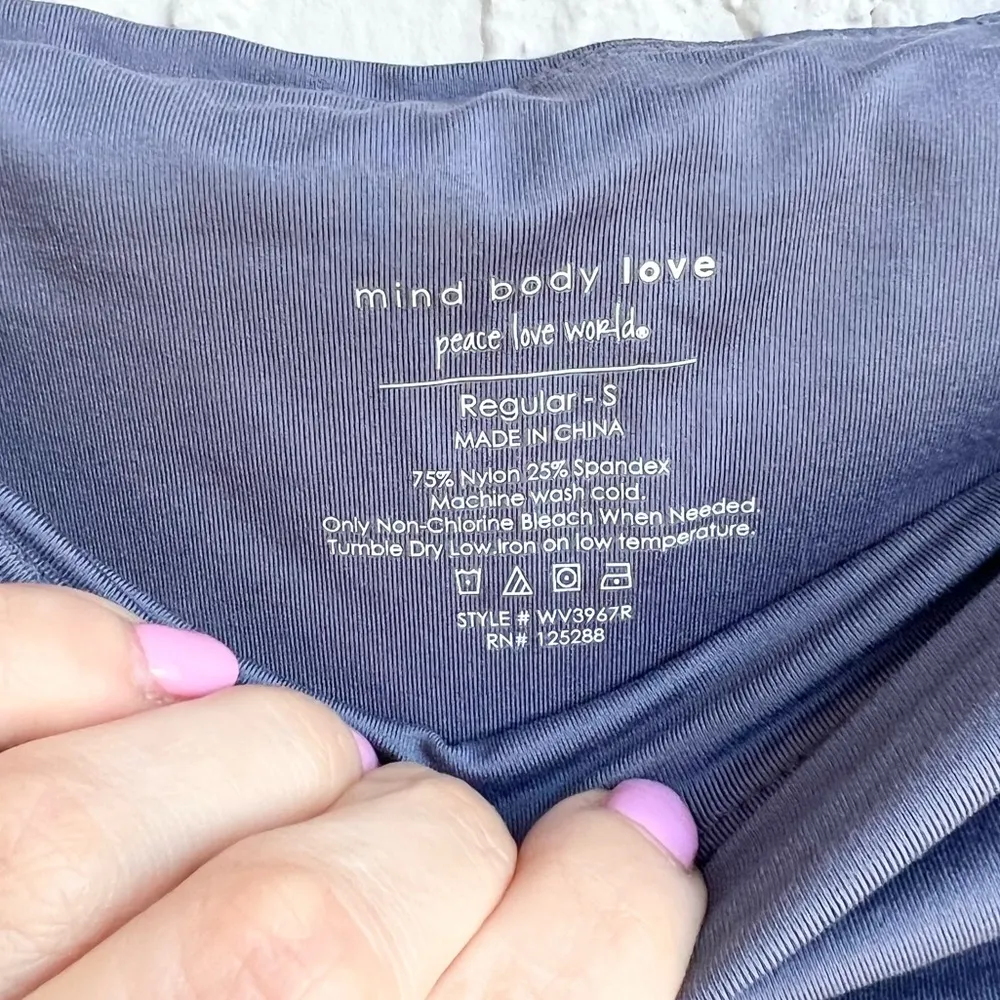 mind body love
peace love world®
Regular - S
MADE IN CHINA
75% Nylon 25% Spandex
Machine wash cold.
Only Non-Chlorine Bleach When Needed.
Tumble Dry Low.Iron on low temperature.
STYLE # WV3967R
RN# 125288